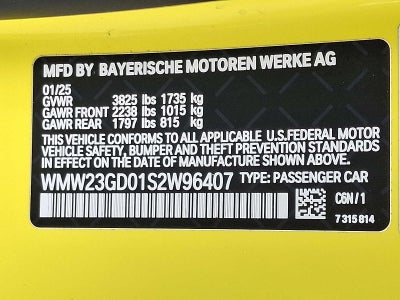 MFD BY BAYERISCHE MOTOREN WERKE AG
01/25
GVWR 3825 lbs 1735 kg
GAWR FRONT 2238 lbs 1015 kg
GAWR REAR 1797 lbs 815 kg
THIS VEHICLE CONFORMS TO ALL APPLICABLE U.S.FEDERAL MOTOR
VEHICLE SAFETY, BUMPER, AND THEFT PREVENTION STANDARDS
IN EFFECT ON THE DATE OF MANUFACTURE SHOWN ABOVE.
WMW23GD01S2W96407 TYPE: PASSENGER CAR
C6N / 1
7 315 814